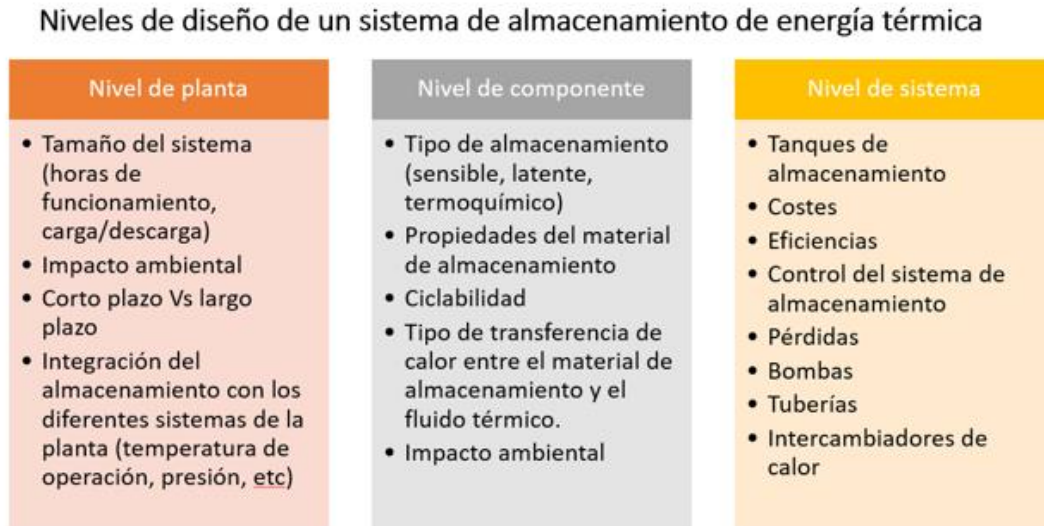 Niveles de diseño de un sistema de almacenamiento de energía térmica
Nivel de planta
• Tamaño del sistema
(horas de
funcionamiento,
carga/descarga)
• Impacto ambiental
• Corto plazo Vs largo
plazo
• Integración del
almacenamiento con los
diferentes sistemas de la
planta (temperatura de
operación, presión, etc)
Nivel de componente
• Tipo de almacenamiento
(sensible, latente,
termoquímico)
• Propiedades del material
de almacenamiento
• Ciclabilidad
• Tipo de transferencia de
calor entre el material de
almacenamiento y el
fluido térmico.
• Impacto ambiental
Nivel de sistema
• Tanques de
almacenamiento
• Costes
• Eficiencias
• Control del sistema de
almacenamiento
• Pérdidas
• Bombas
• Tuberías
• Intercambiadores de
calor